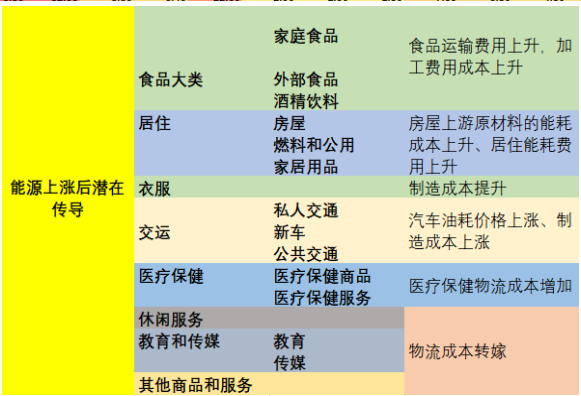 能源上涨后潜在
传导
食品大类
家庭食品
外部食品
酒精饮料
食品运输费用上升，加
工费用成本上升
居住
房屋
燃料和公用
家居用品
房屋上游原材料的能耗
成本上升、居住能耗费
用上升
衣服
制造成本提升
交运
私人交通
新车
公共交通
汽车油耗价格上涨、制
造成本上涨
医疗保健
医疗保健商品
医疗保健服务
医疗保健物流成本增加
休闲服务
教育和传媒
教育
传媒
物流成本转嫁
其他商品和服务